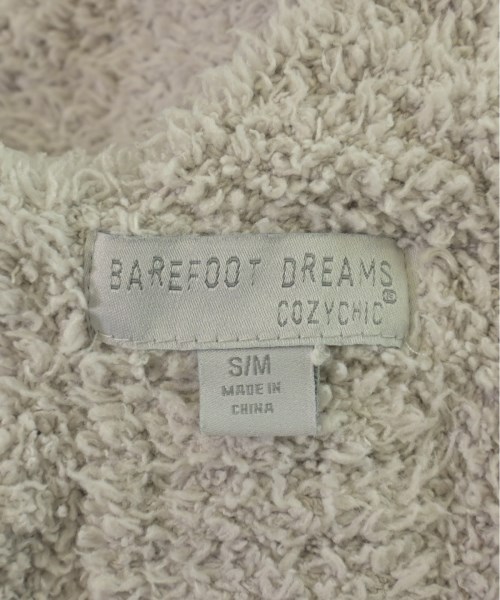 BAREFOOT DREAMS
COZYCHIC®
S/M
MADE IN
CHINA